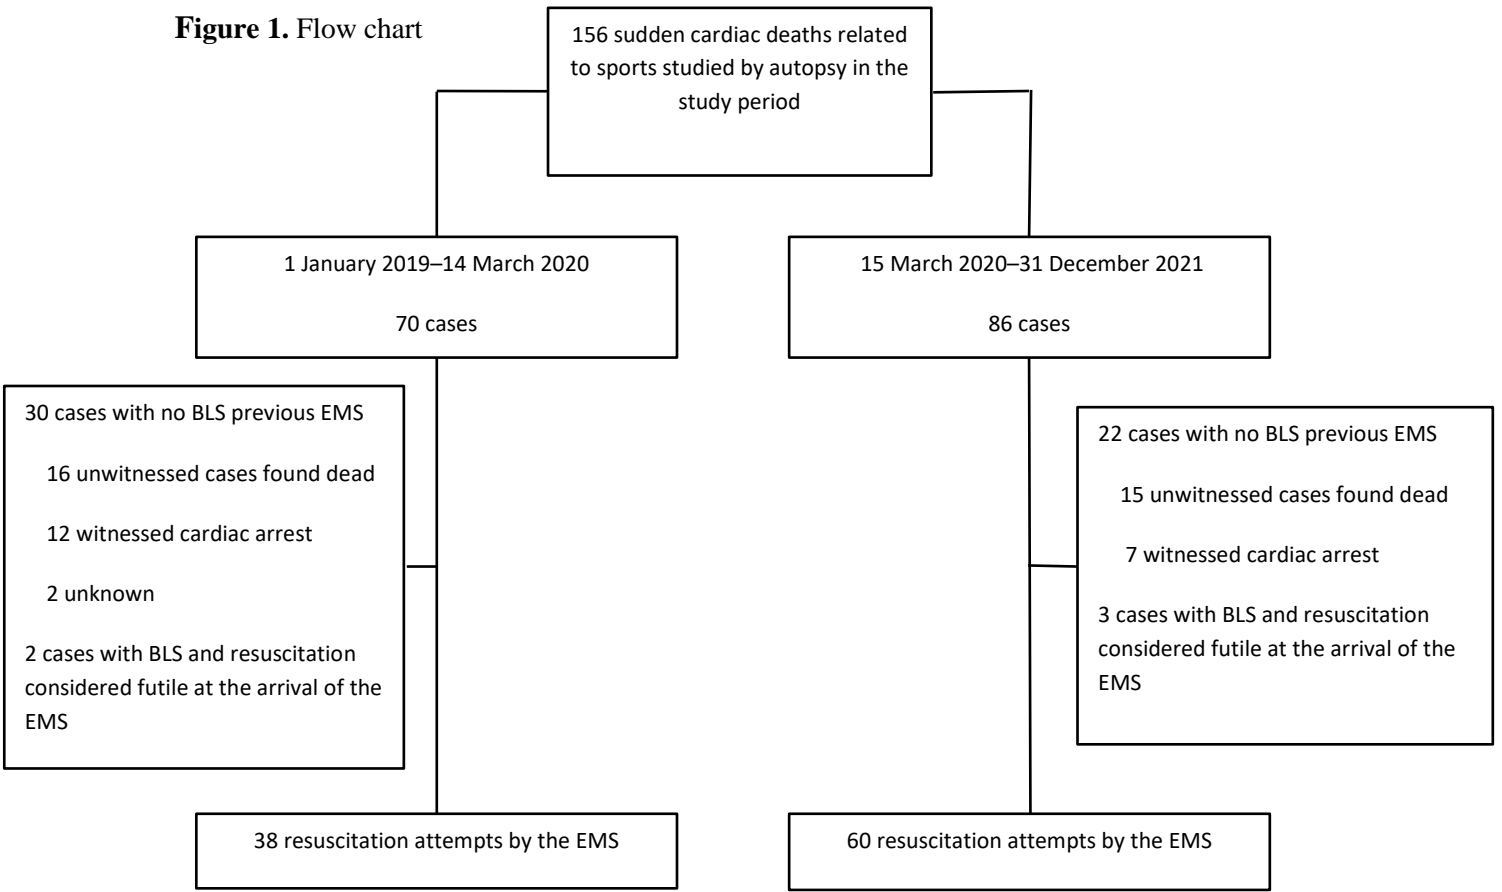 Figure 1. Flow chart
156 sudden cardiac deaths related
to sports studied by autopsy in the
study period
1 January 2019–14 March 2020
70 cases
15 March 2020–31 December 2021
86 cases
30 cases with no BLS previous EMS
16 unwitnessed cases found dead
12 witnessed cardiac arrest
2 unknown
2 cases with BLS and resuscitation
considered futile at the arrival of the
EMS
22 cases with no BLS previous EMS
15 unwitnessed cases found dead
7 witnessed cardiac arrest
3 cases with BLS and resuscitation
considered futile at the arrival of the
EMS
38 resuscitation attempts by the EMS
60 resuscitation attempts by the EMS